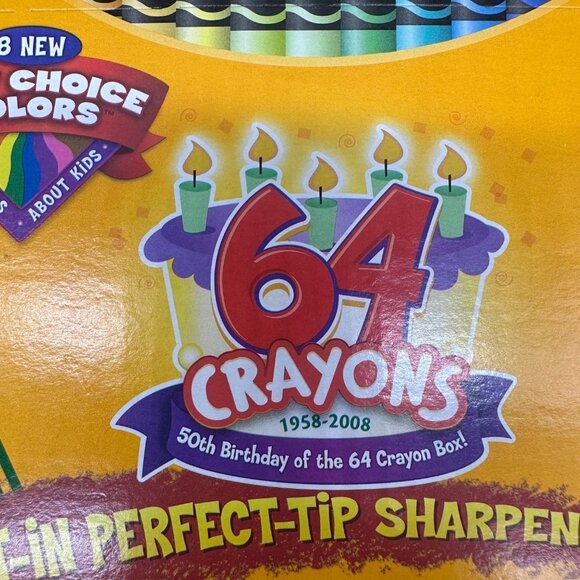 8 NEW
CHOICE
OLORS™
ABOUT KIDS
64
CRAYONS
1958-2008
50th Birthday of the 64 Crayon Box!
-IN PERFECT-TIP SHARPEN